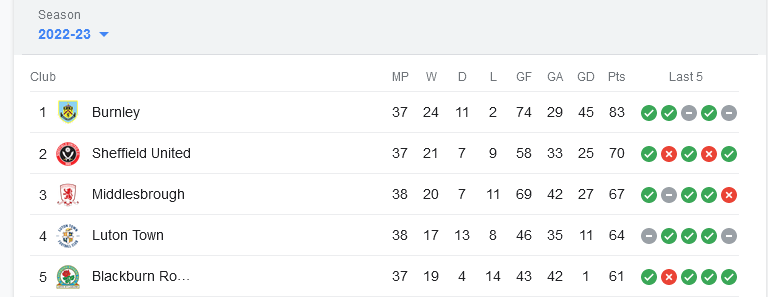 Season
2022-23
Club MP W D L GF GA GD Pts Last 5
1 Burnley 37 24 11 2 74 29 45 83
2 Sheffield United 37 21 7 9 58 33 25 70
3 Middlesbrough 38 20 7 11 69 42 27 67
4 Luton Town 38 17 13 8 46 35 11 64
5 Blackburn Ro... 37 19 4 14 43 42 1 61